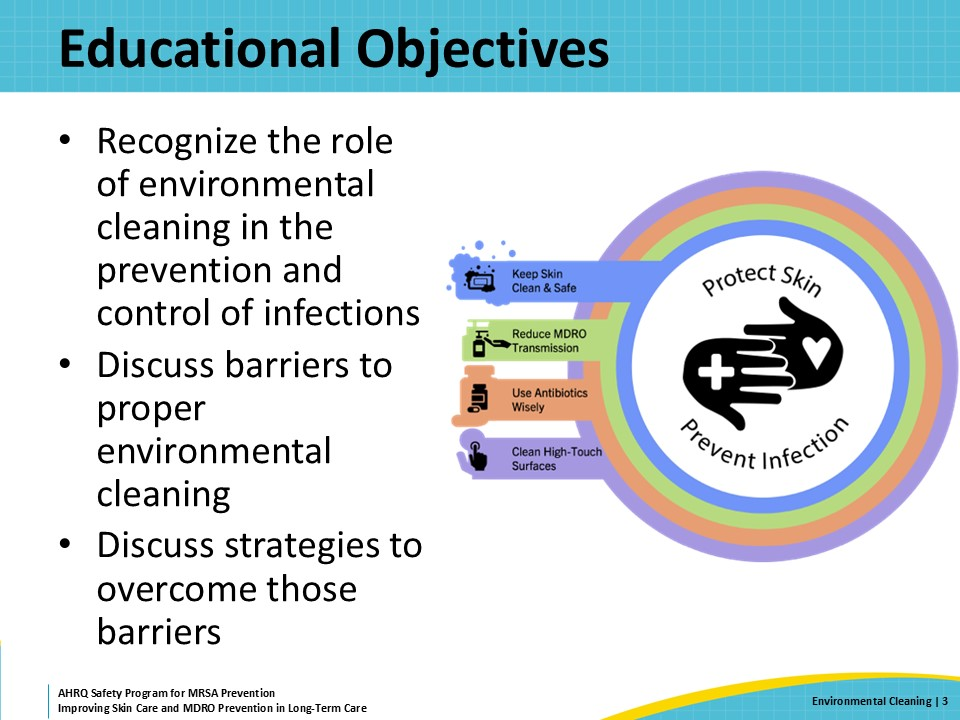 Educational Objectives
• Recognize the role
of environmental
cleaning in the
prevention and
control of infections
• Discuss barriers to
proper
environmental
cleaning
• Discuss strategies to
overcome those
barriers
Keep Skin
Clean & Safe
Reduce MDRO
Transmission
Use Antibiotics
Wisely
Clean High-Touch
Surfaces
Protect Skin
Prevent Infection
AHRQ Safety Program for MRSA Prevention
Improving Skin Care and MDRO Prevention in Long-Term Care
Environmental Cleaning | 3